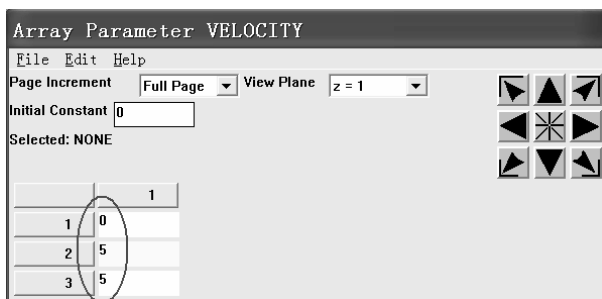 Array Parameter VELOCITY
File Edit Help
Page Increment Full Page View Plane z = 1
Initial Constant 0
Selected: NONE
1
1 0
2 5
3 5